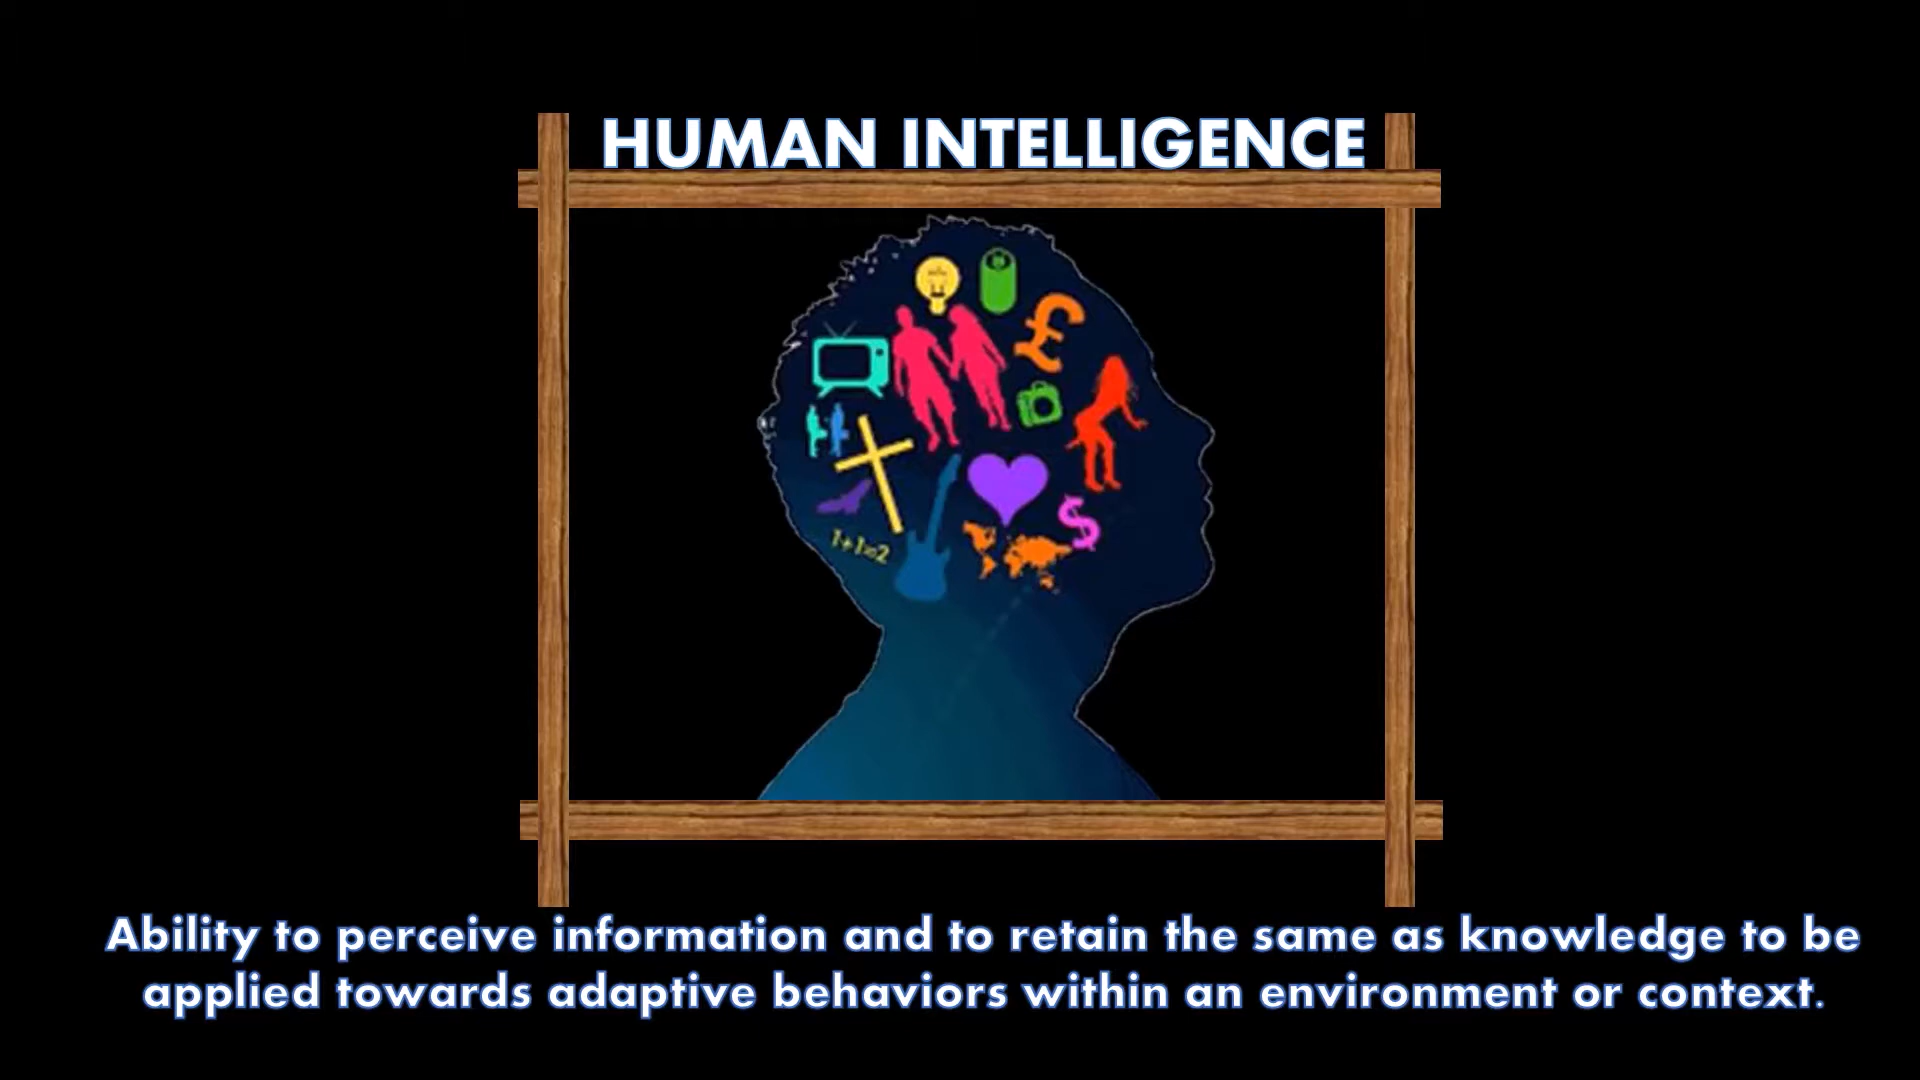 HUMAN INTELLIGENCE
£
$
1+1=2
Ability to perceive information and to retain the same as knowledge to be
applied towards adaptive behaviors within an environment or context.